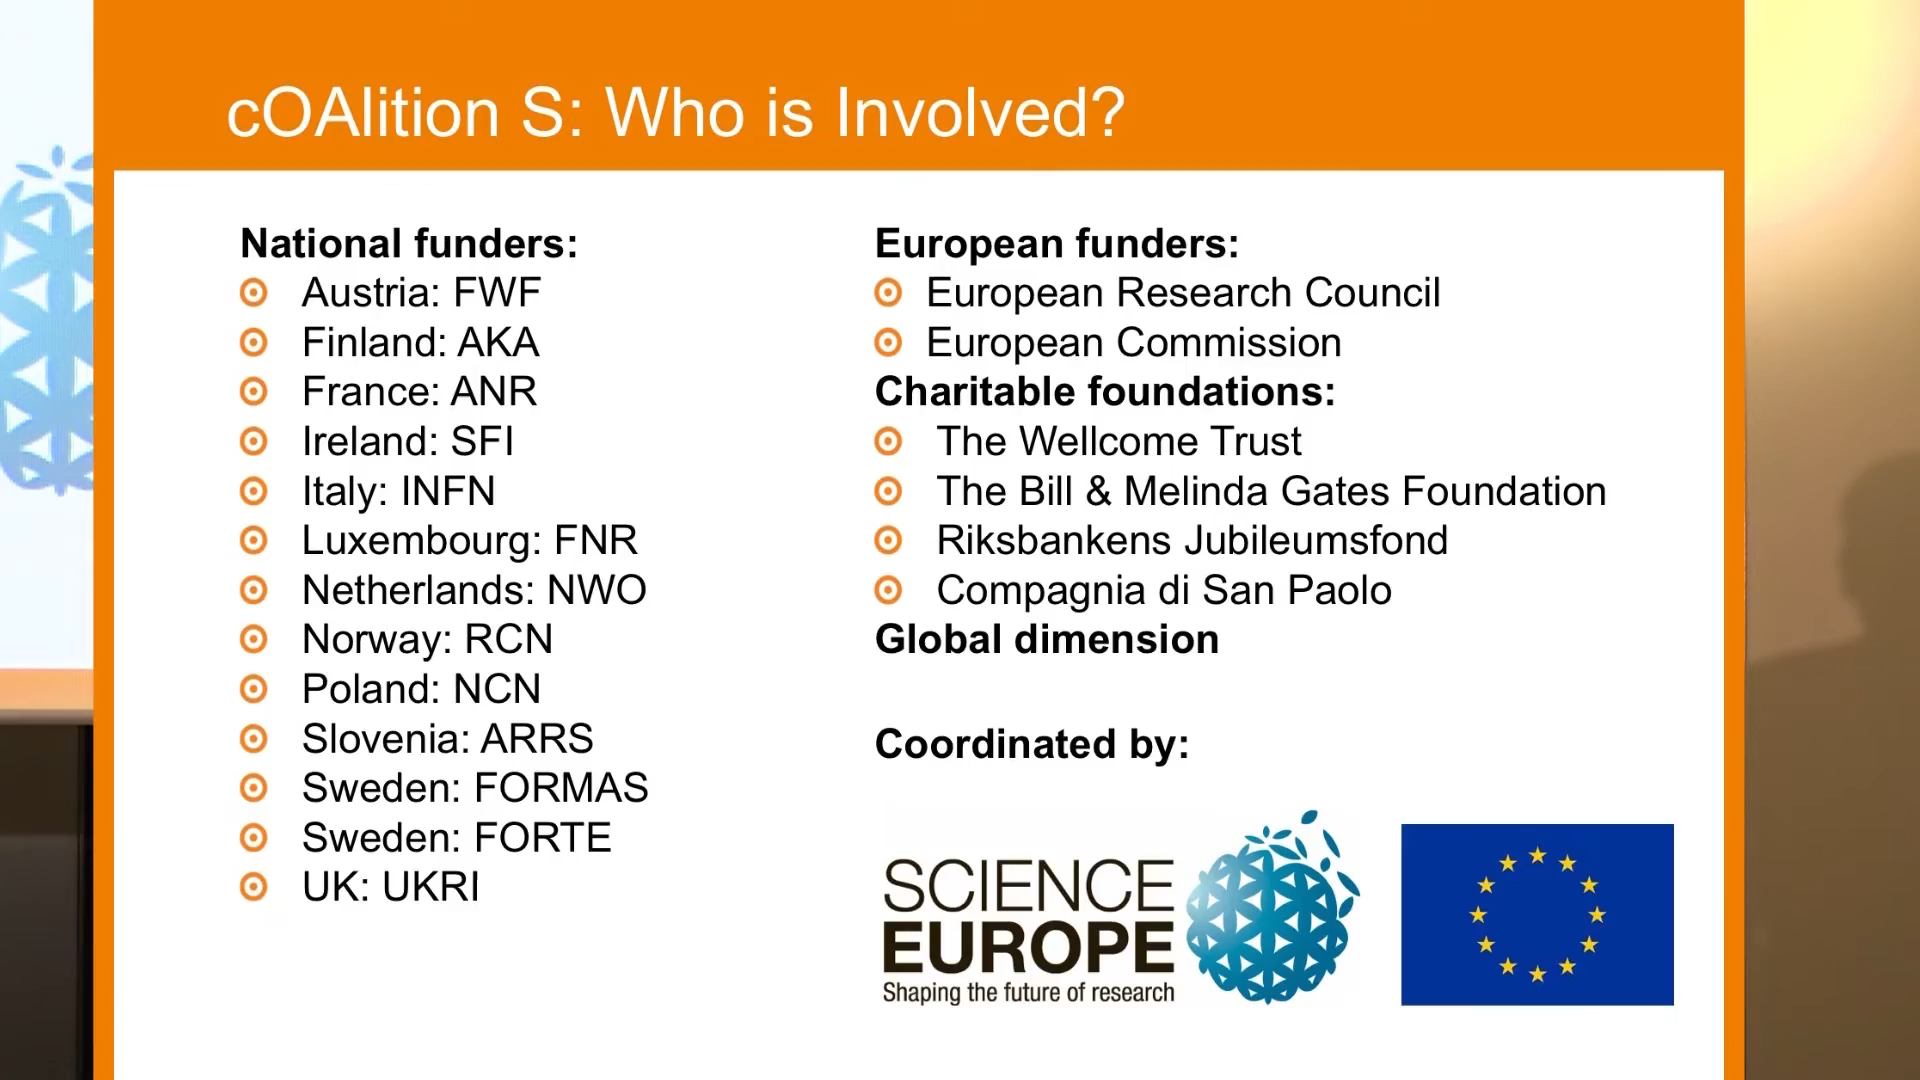 cOAlition S: Who is Involved?
National funders:
Austria: FWF
Finland: AKA
France: ANR
Ireland: SFI
Italy: INFN
Luxembourg: FNR
Netherlands: NWO
Norway: RCN
Poland: NCN
Slovenia: ARRS
Sweden: FORMAS
Sweden: FORTE
UK: UKRI
European funders:
European Research Council
European Commission
Charitable foundations:
The Wellcome Trust
The Bill & Melinda Gates Foundation
Riksbankens Jubileumsfond
Compagnia di San Paolo
Global dimension
Coordinated by:
SCIENCE
EUROPE
Shaping the future of research